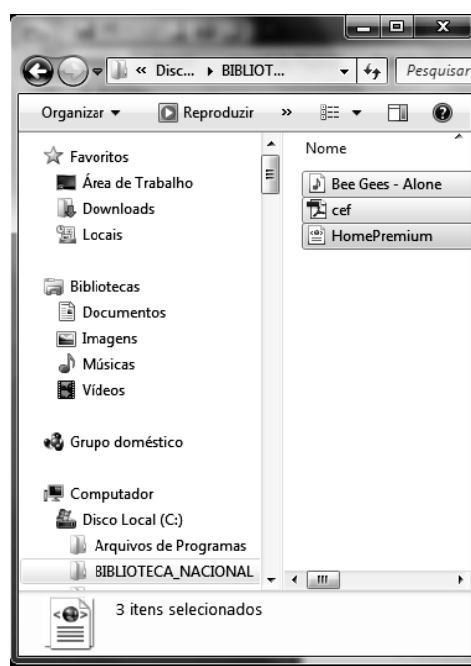 « Disc... ▸ BIBLIOT...
Pesquisar
Organizar
Reproduzir
»
Nome
Favoritos
Área de Trabalho
Downloads
Locais
Bibliotecas
Documentos
Imagens
Músicas
Vídeos
Grupo doméstico
Computador
Disco Local (C:)
Arquivos de Programas
BIBLIOTECA_NACIONAL
Bee Gees - Alone
cef
HomePremium
3 itens selecionados